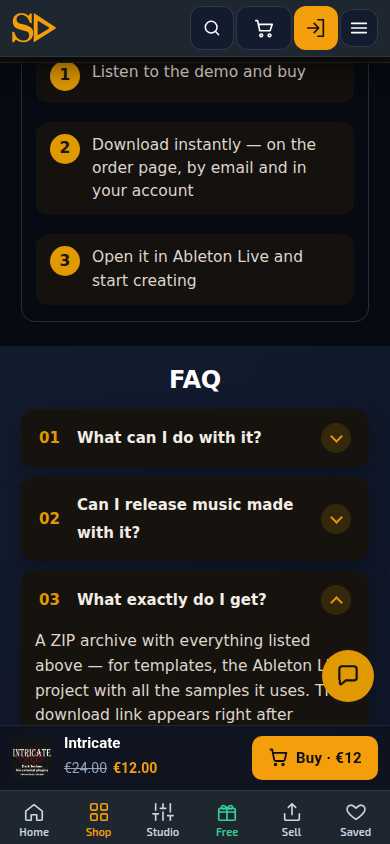 S
1 Listen to the demo and buy
2 Download instantly — on the
order page, by email and in
your account
3 Open it in Ableton Live and
start creating
FAQ
01 What can I do with it?
02 Can I release music made
with it?
03 What exactly do I get?
A ZIP archive with everything listed
above — for templates, the Ableton
project with all the samples it uses.
download link appears right after
INTRICATE
Intricate
€24.00 €12.00
Buy · €12
Home Shop Studio Free Sell Saved